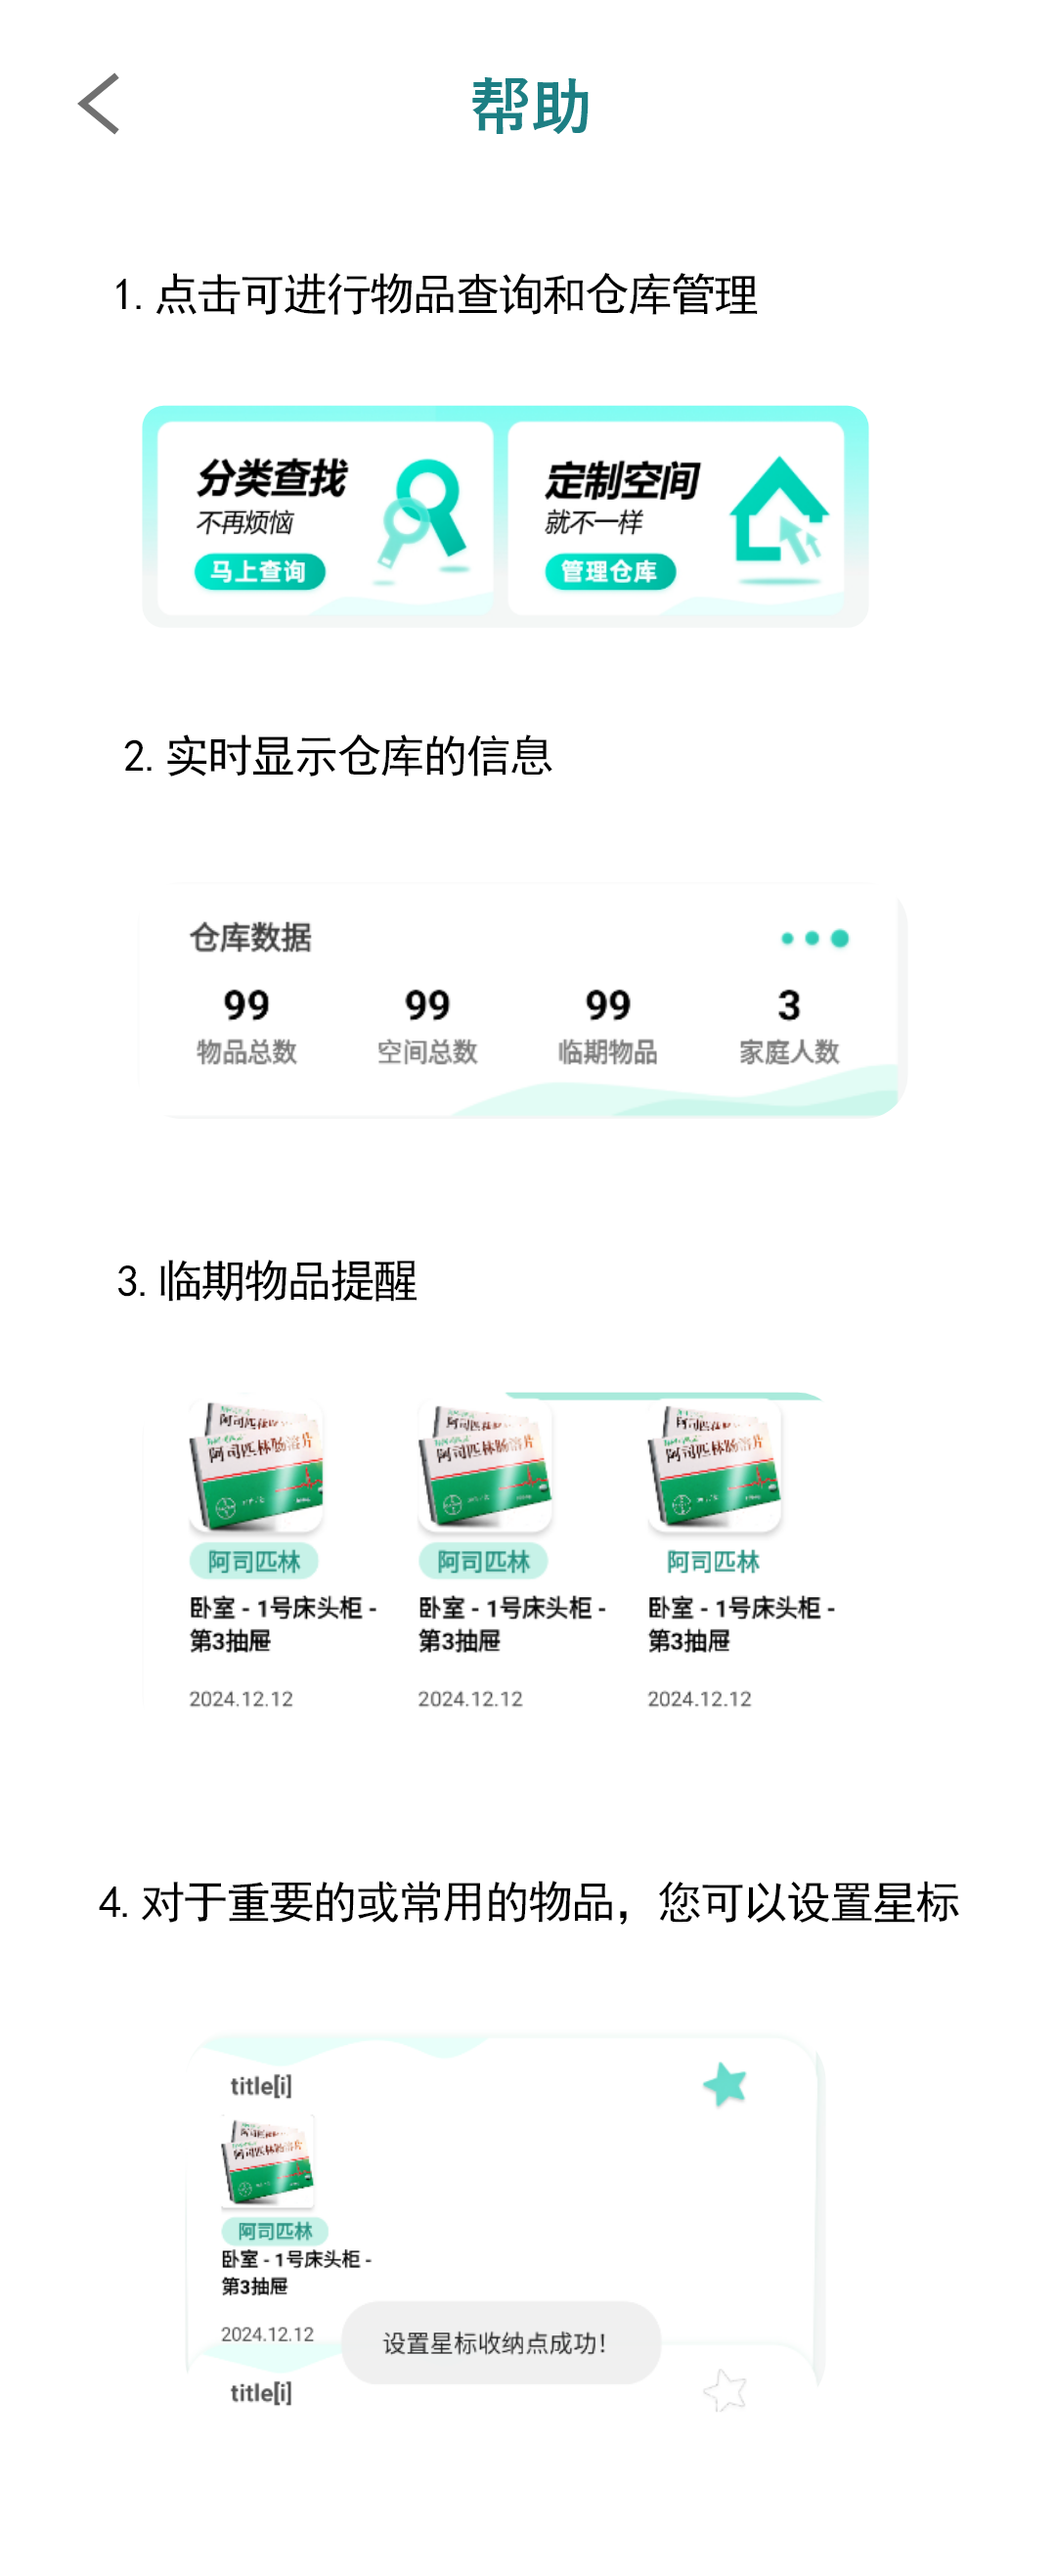 帮助
1.点击可进行物品查询和仓库管理
分类查找
不再烦恼
马上查询
定制空间
就不一样
管理仓库
2.实时显示仓库的信息
仓库数据
99
99
99
3
物品总数
空间总数
临期物品
家庭人数
3.临期物品提醒
阿司匹林肠溶片
阿司匹林肠溶片
阿司匹林肠溶片
阿司匹林
阿司匹林
阿司匹林
卧室 - 1号床头柜 -
第3抽屉
卧室 - 1号床头柜 -
第3抽屉
卧室 - 1号床头柜 -
第3抽屉
2024.12.12
2024.12.12
2024.12.12
4.对于重要的或常用的物品，您可以设置星标
title[i]
阿司匹林肠溶片
阿司匹林
卧室 - 1号床头柜 -
第3抽屉
2024.12.12
设置星标收纳点成功！
title[i]